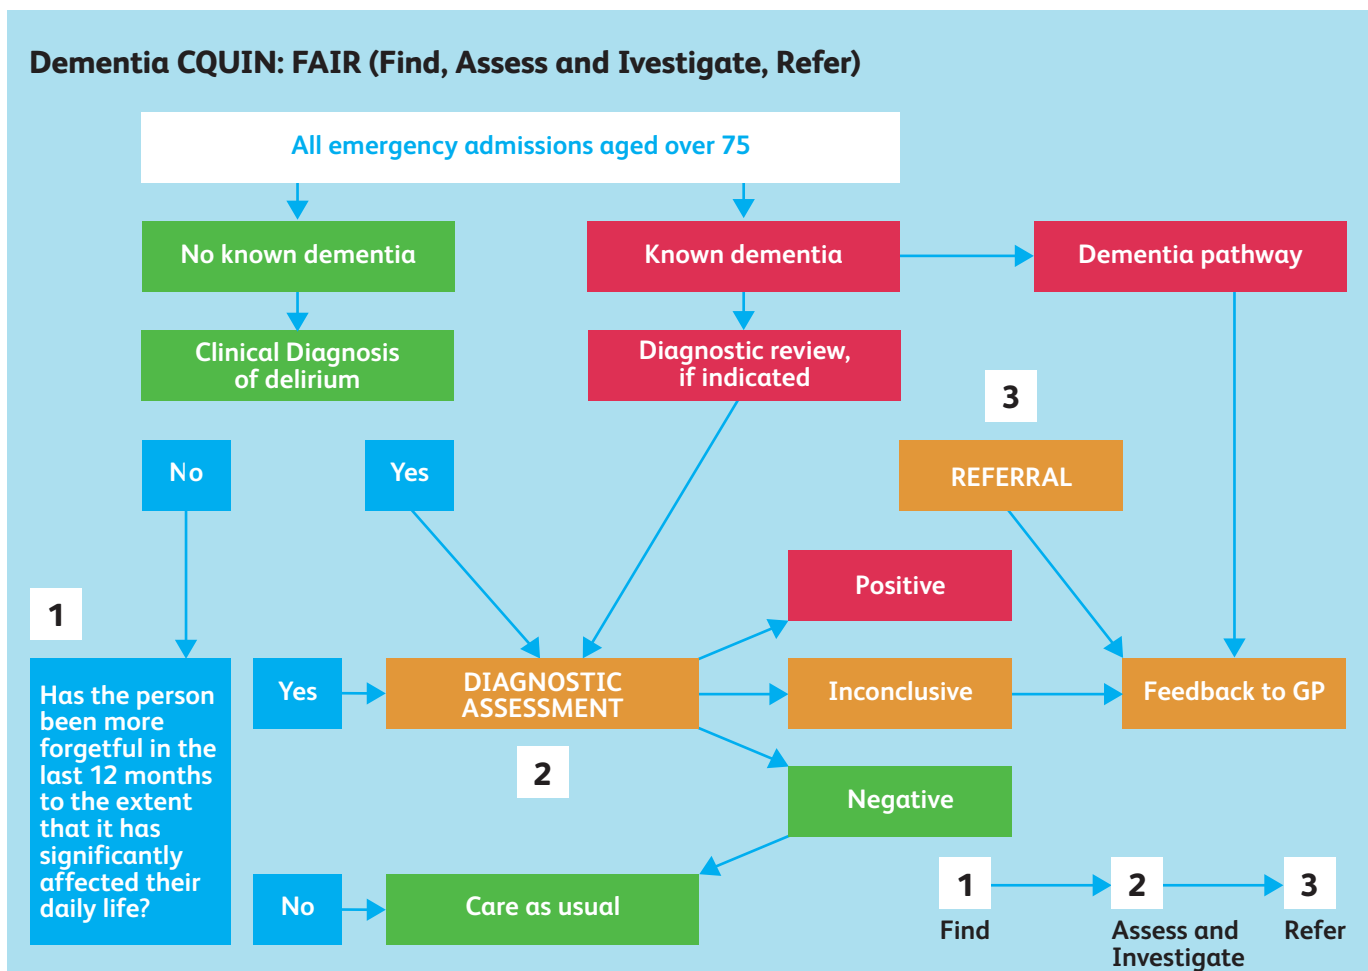 Dementia CQUIN: FAIR (Find, Assess and Ivestigate, Refer)
All emergency admissions aged over 75
No known dementia
Known dementia
Dementia pathway
Clinical Diagnosis
of delirium
Diagnostic review,
if indicated
3
No
Yes
REFERRAL
Positive
1
Has the person
been more
forgetful in the
last 12 months
to the extent
that it has
significantly
affected their
daily life?
Yes
DIAGNOSTIC
ASSESSMENT
Inconclusive
Feedback to GP
2
Negative
No
Care as usual
1
2
3
Find
Assess and
Investigate
Refer